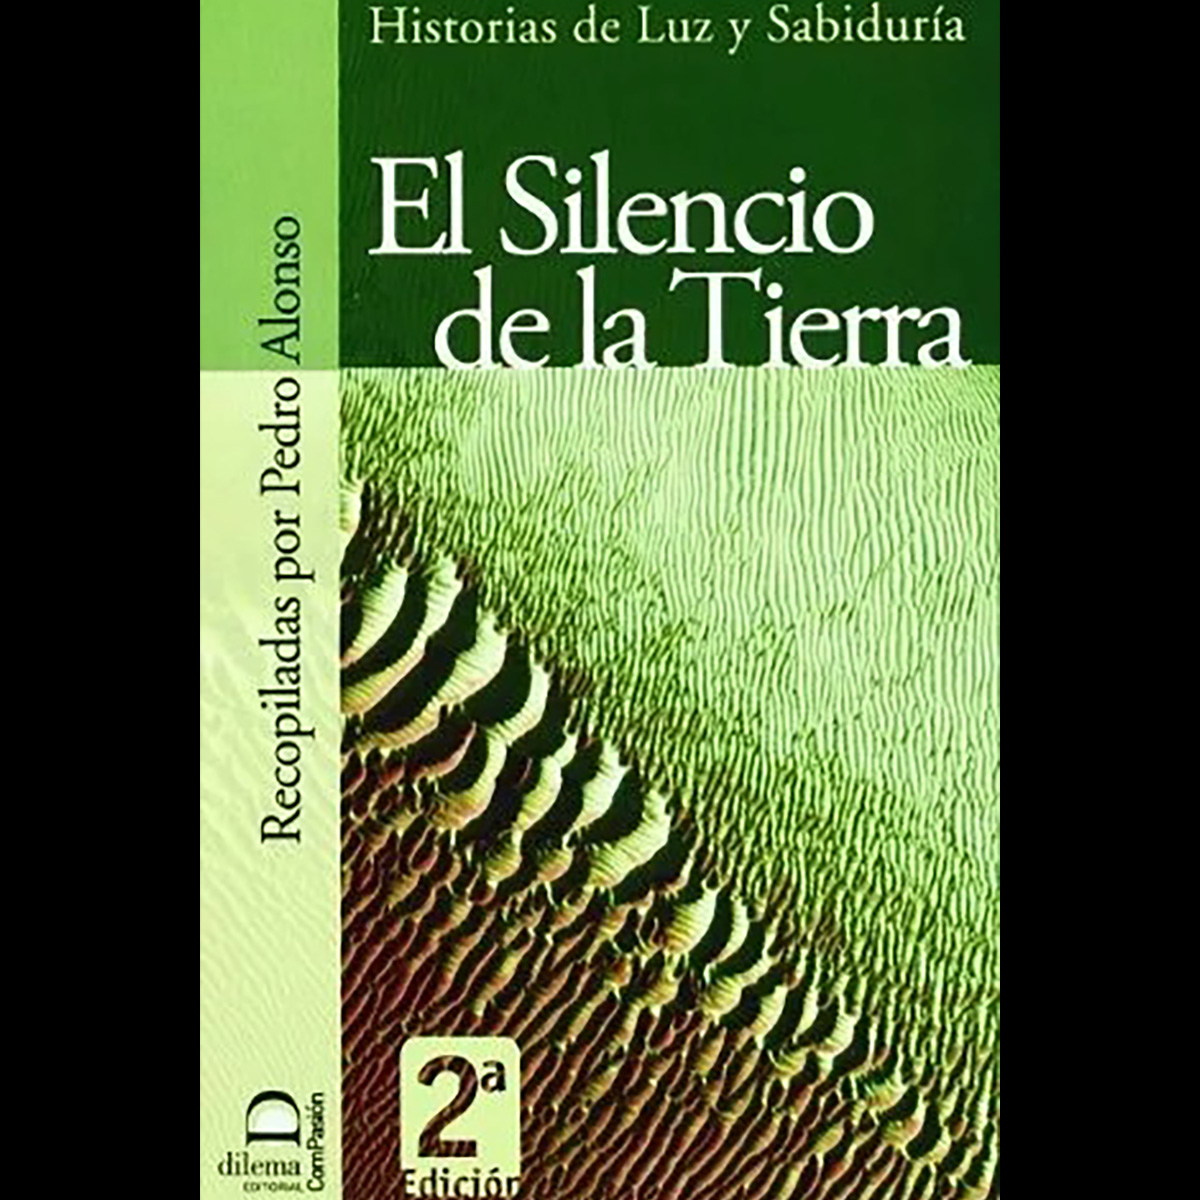 Historias de Luz y Sabiduría
El Silencio
de la Tierra
Recopiladas por Pedro Alonso
2ª
Edición
D
dilema
EDITORIAL
ComPasión